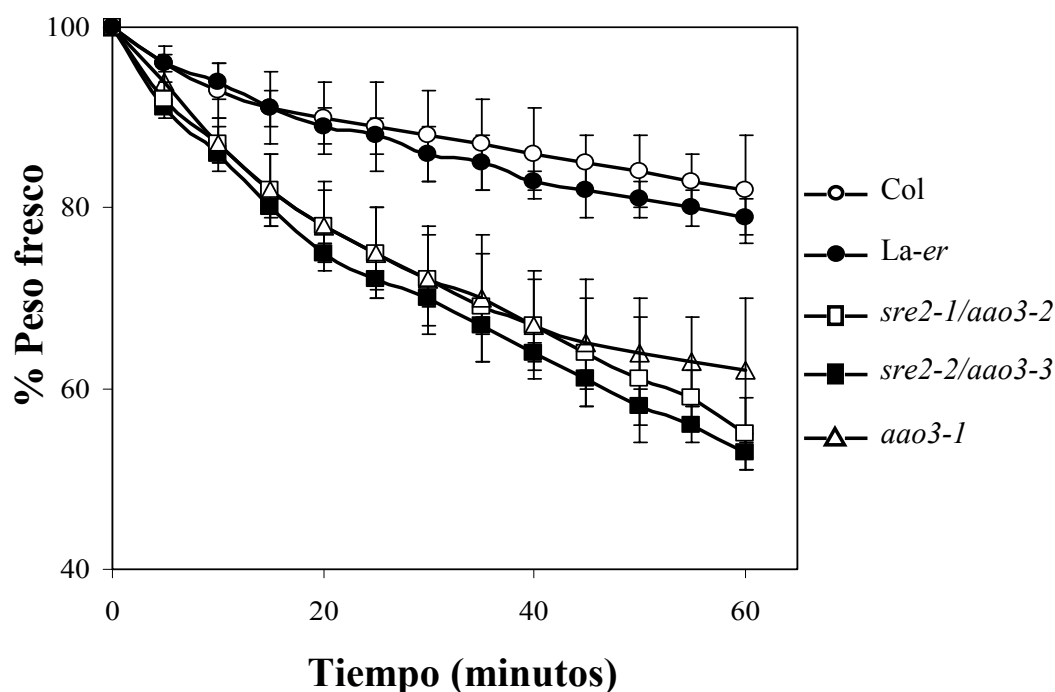 100
80
60
40
% Peso fresco
0 20 40 60
Tiempo (minutos)
Col
La-er
sre2-1/aao3-2
sre2-2/aao3-3
aao3-1